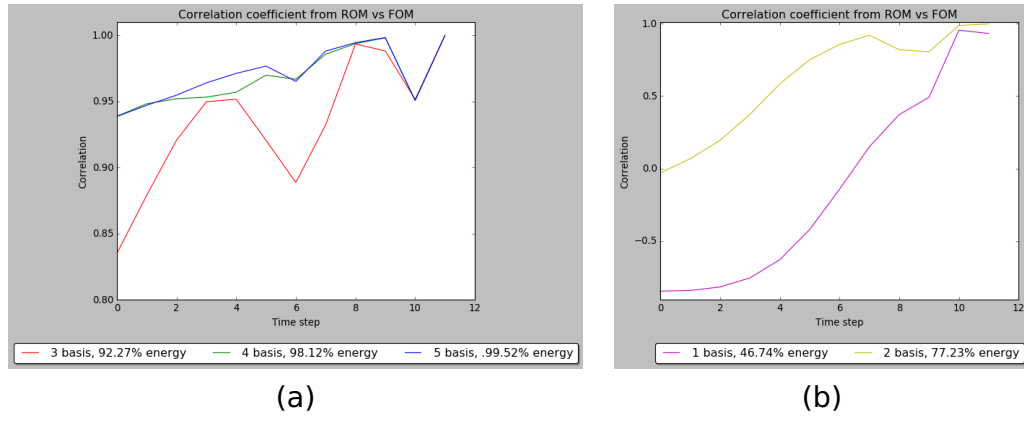 Correlation coefficient from ROM vs FOM
1.00
0.95
0.90
0.85
0.80
Correlation
0 2 4 6 8 10 12
Time step
3 basis, 92.27% energy 4 basis, 98.12% energy 5 basis, .99.52% energy
(a)
Correlation coefficient from ROM vs FOM
1.0
0.5
0.0
−0.5
Correlation
0 2 4 6 8 10 12
Time step
1 basis, 46.74% energy 2 basis, 77.23% energy
(b)